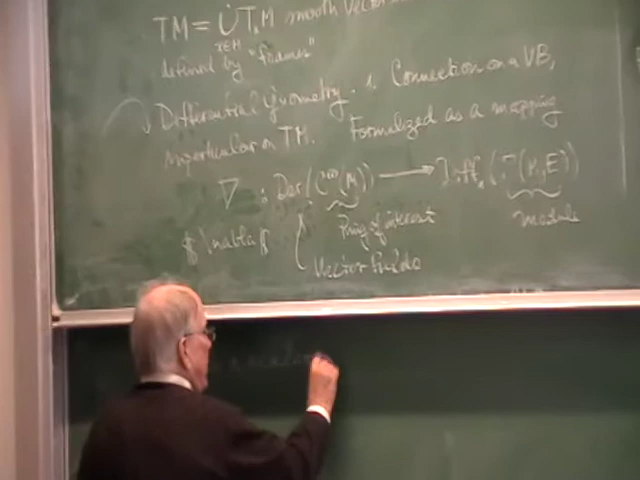 TM = ∪̇ TₓM smooth vector
x∈M
defined by "frames"
Differential Geometry. 1. Connection on a VB,
in particular on TM. Formalized as a mapping
∇ : Der(C^∞(M)) ⟶ Diff₁(Γ(M,E))
$\nabla$ Ring of interest module
Vector fields